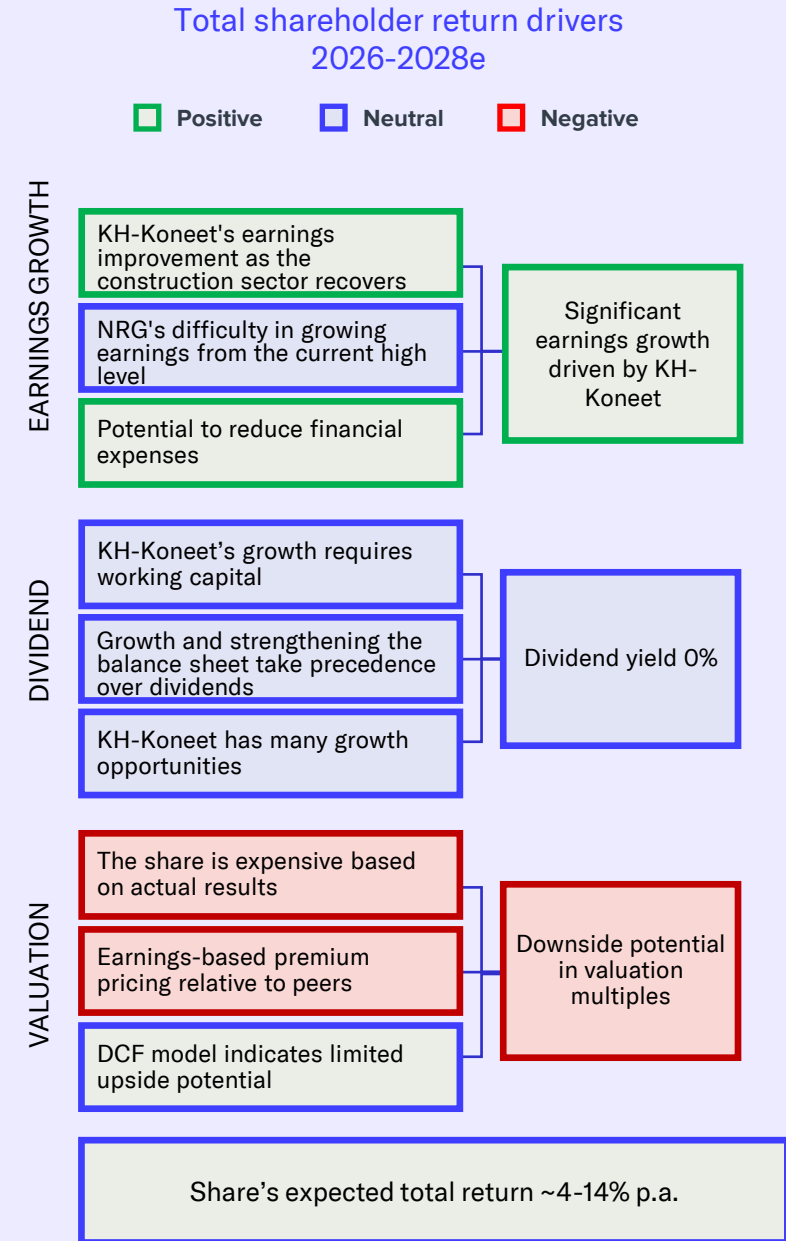 Total shareholder return drivers
2026-2028e
Positive
Neutral
Negative
EARNINGS GROWTH
KH-Koneet's earnings
improvement as the
construction sector recovers
NRG's difficulty in growing
earnings from the current high
level
Potential to reduce financial
expenses
Significant
earnings growth
driven by KH-
Koneet
DIVIDEND
KH-Koneet’s growth requires
working capital
Growth and strengthening the
balance sheet take precedence
over dividends
KH-Koneet has many growth
opportunities
Dividend yield 0%
VALUATION
The share is expensive based
on actual results
Earnings-based premium
pricing relative to peers
DCF model indicates limited
upside potential
Downside potential
in valuation
multiples
Share’s expected total return ~4-14% p.a.